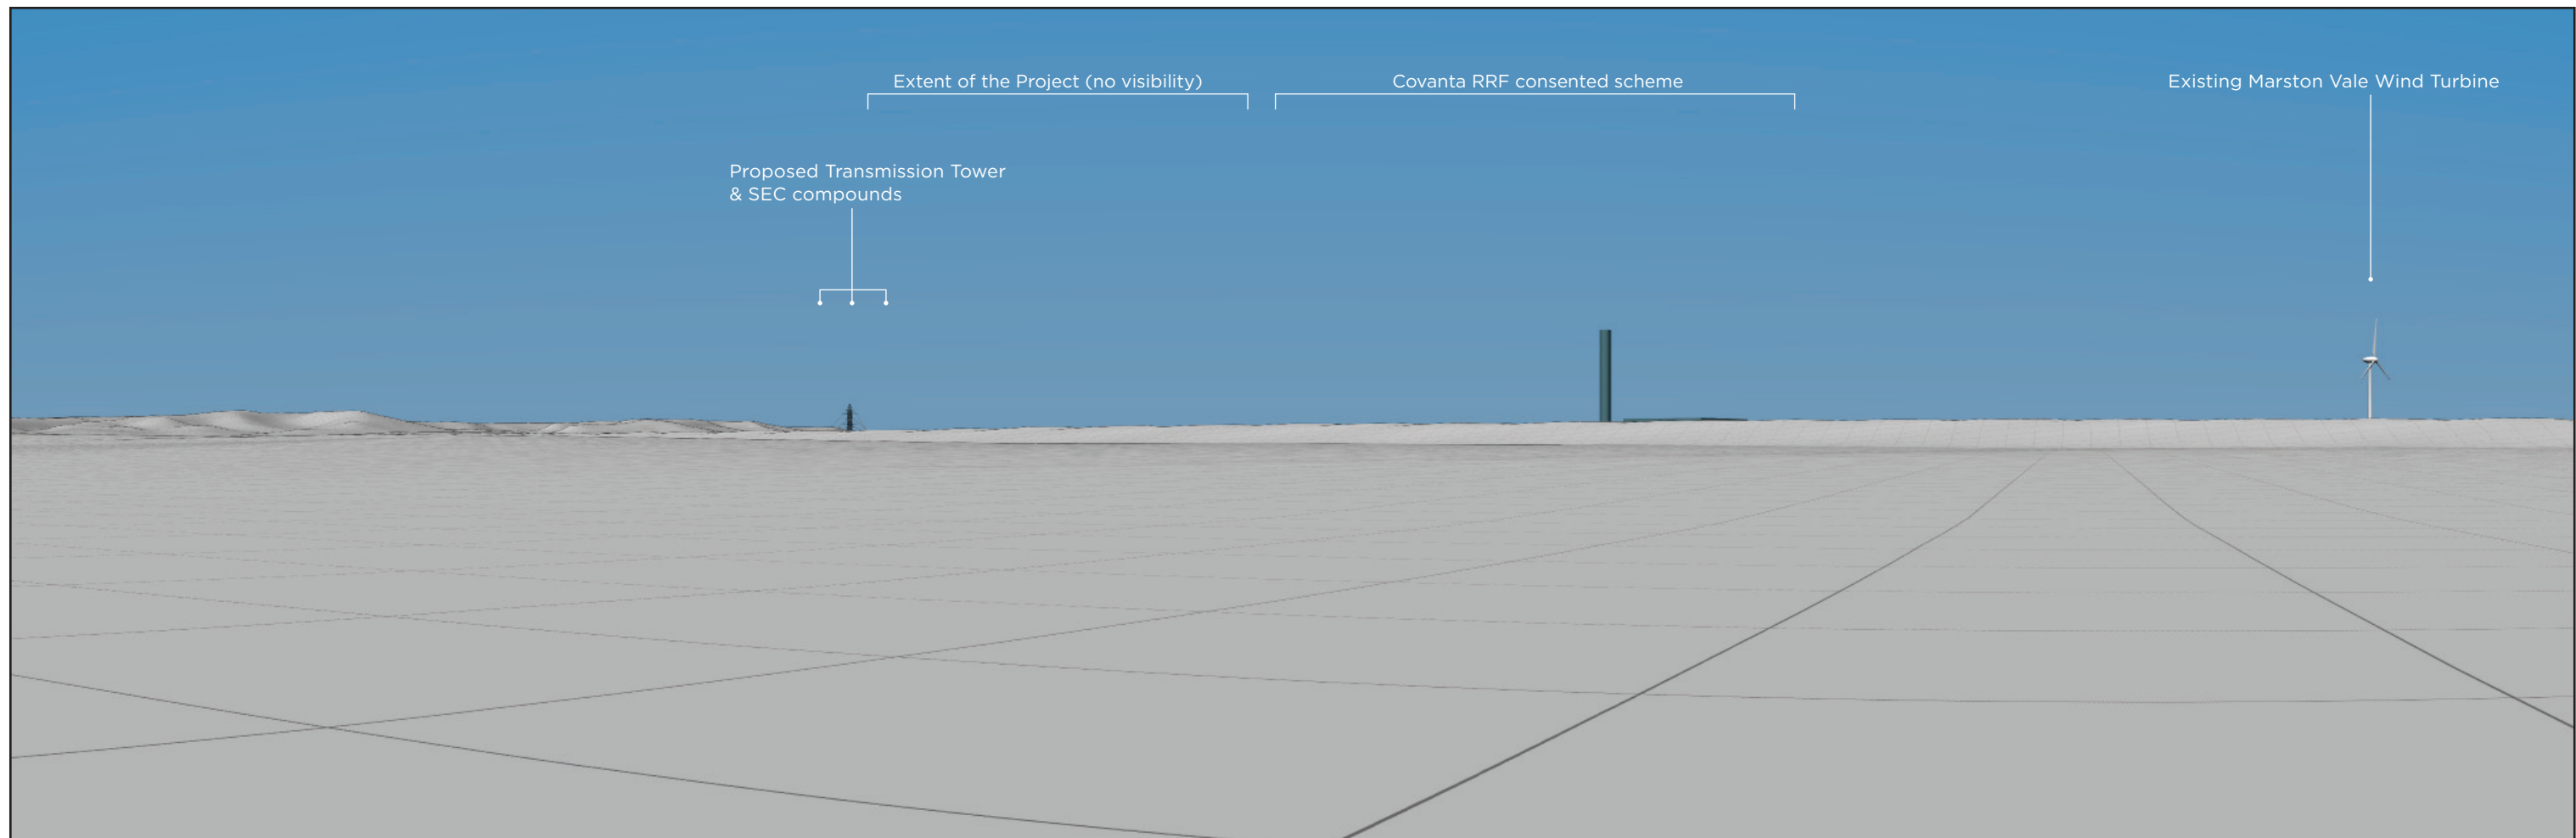 Extent of the Project (no visibility)
Covanta RRF consented scheme
Existing Marston Vale Wind Turbine
Proposed Transmission Tower
& SEC compounds